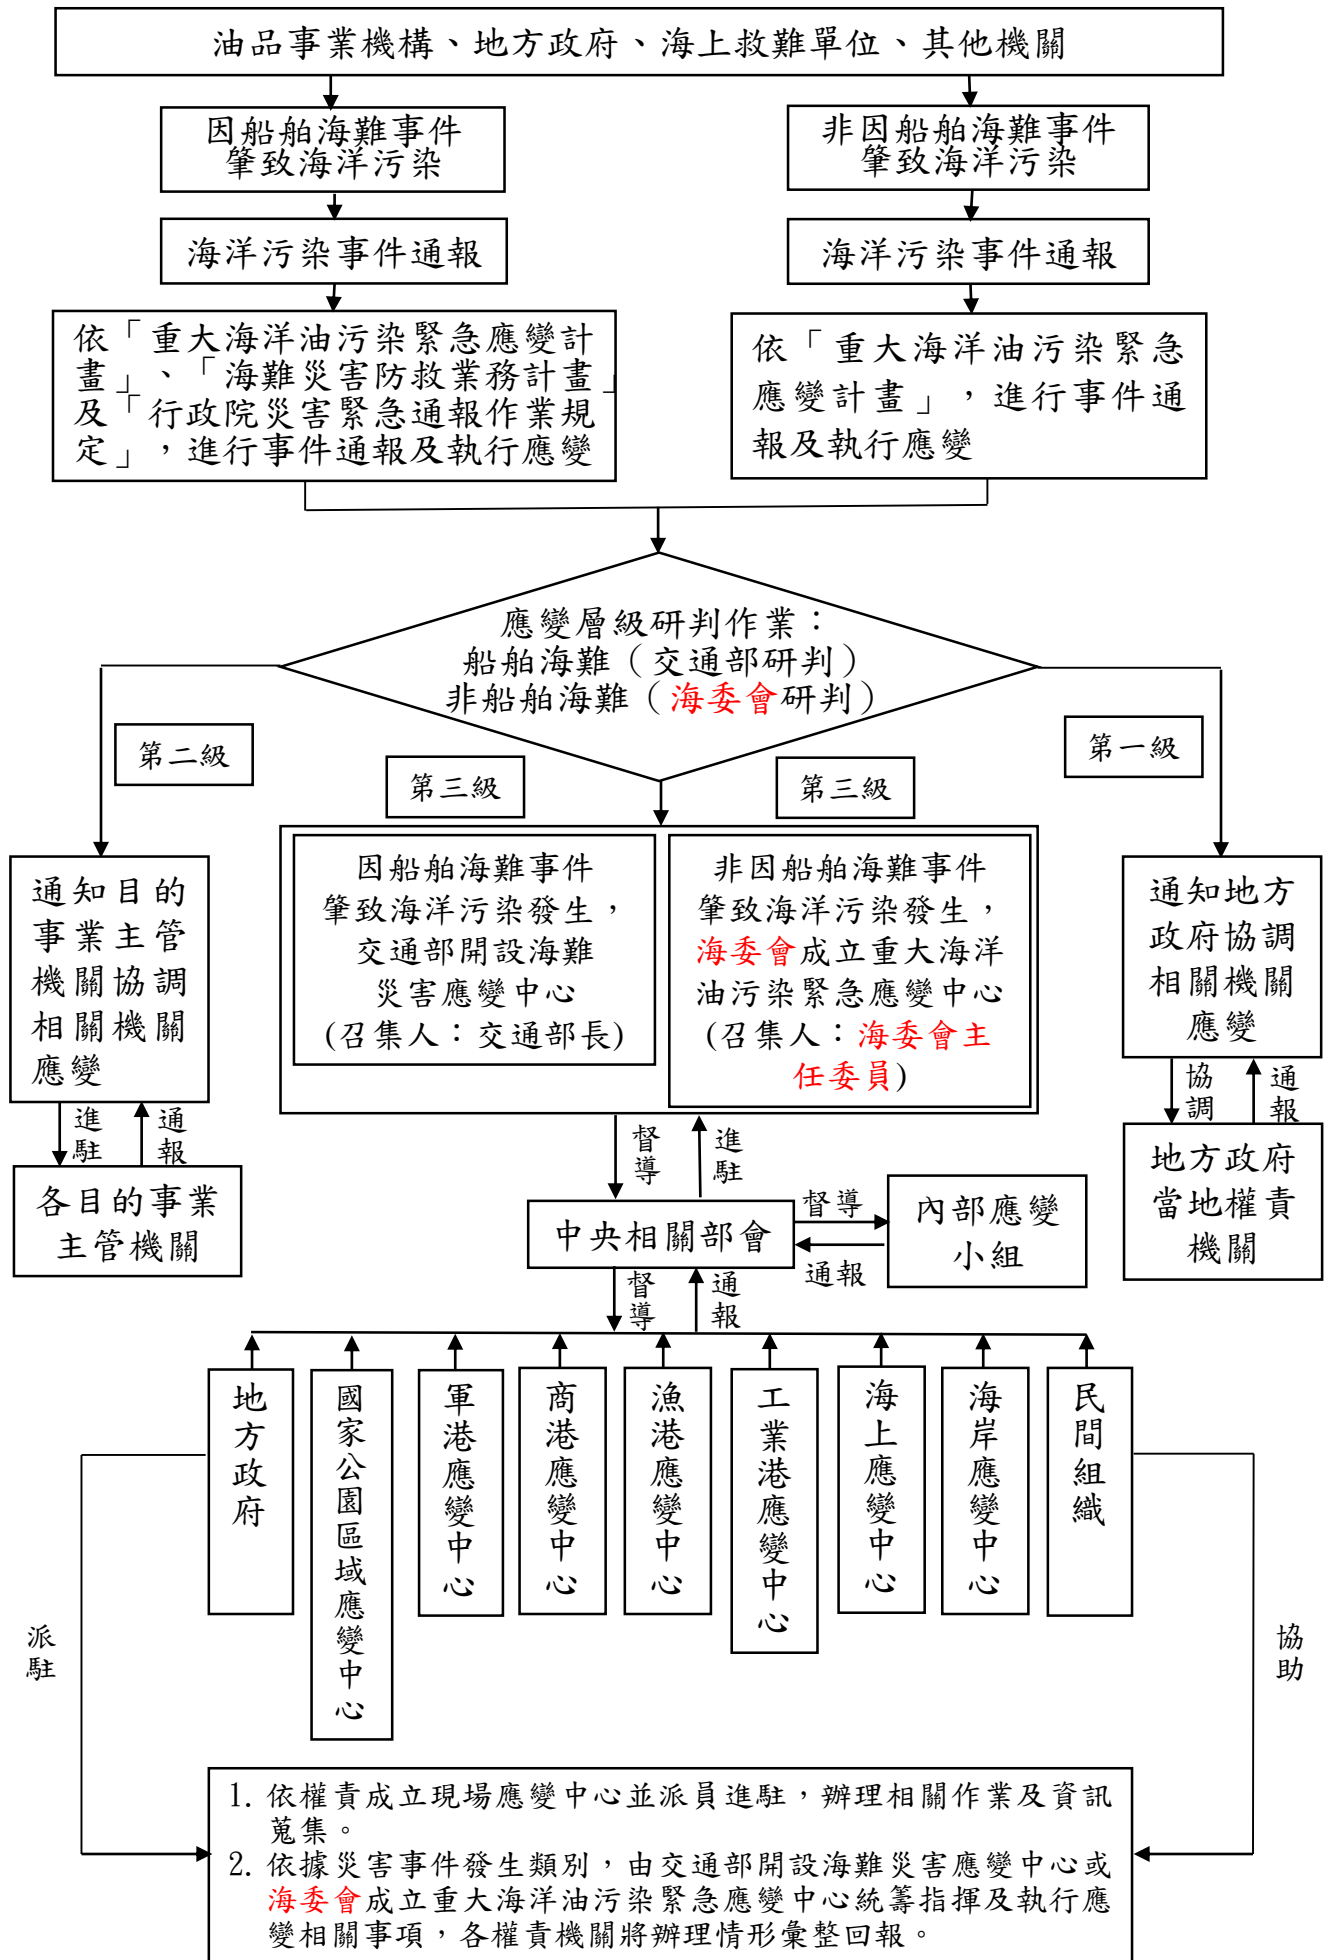 油品事業機構、地方政府、海上救難單位、其他機關
因船舶海難事件
肇致海洋污染
非因船舶海難事件
肇致海洋污染
海洋污染事件通報
海洋污染事件通報
依「重大海洋油污染緊急應變計
畫」、「海難災害防救業務計畫」
及「行政院災害緊急通報作業規
定」，進行事件通報及執行應變
依「重大海洋油污染緊急
應變計畫」，進行事件通
報及執行應變
應變層級研判作業：
船舶海難（交通部研判）
非船舶海難（海委會研判）
第二級
第三級
第三級
第一級
通知目的
事業主管
機關協調
相關機關
應變
因船舶海難事件
肇致海洋污染發生，
交通部開設海難
災害應變中心
(召集人：交通部長)
非因船舶海難事件
肇致海洋污染發生，
海委會成立重大海洋
油污染緊急應變中心
(召集人：海委會主
任委員)
通知地方
政府協調
相關機關
應變
進駐
通報
督導
進駐
協調
通報
各目的事業
主管機關
中央相關部會
督導
通報
內部應變
小組
地方政府
當地權責
機關
督導
通報
地方政府
國家公園區域應變中心
軍港應變中心
商港應變中心
漁港應變中心
工業港應變中心
海上應變中心
海岸應變中心
民間組織
派駐
協助
1. 依權責成立現場應變中心並派員進駐，辦理相關作業及資訊
蒐集。
2. 依據災害事件發生類別，由交通部開設海難災害應變中心或
海委會成立重大海洋油污染緊急應變中心統籌指揮及執行應
變相關事項，各權責機關將辦理情形彙整回報。